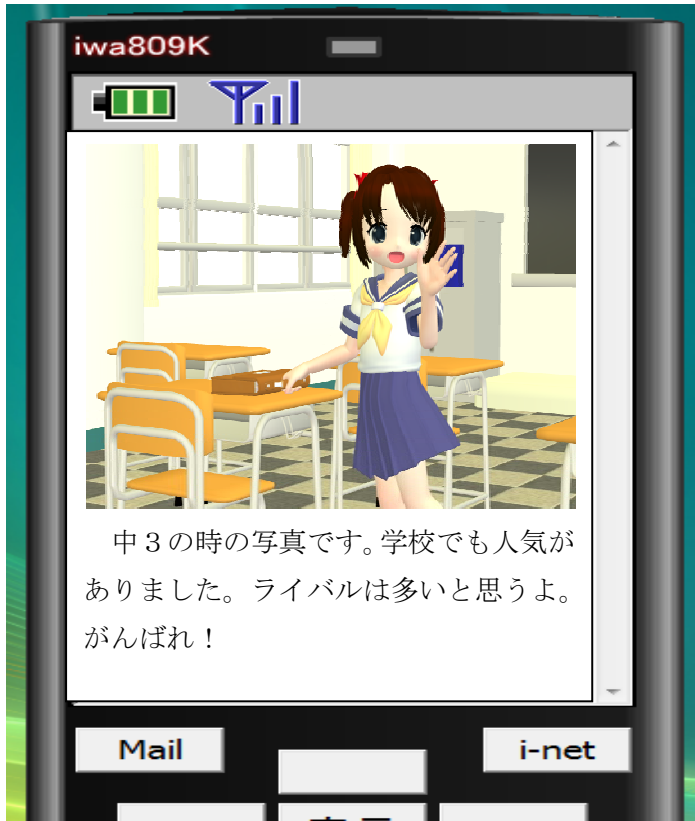 iwa809K
　中３の時の写真です。学校でも人気が
ありました。ライバルは多いと思うよ。
がんばれ！
Mail
i-net